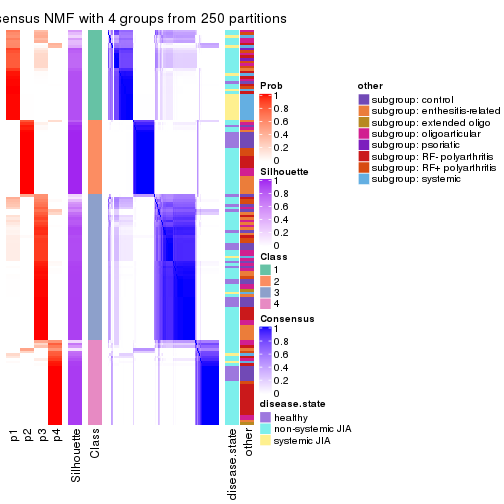 sensus NMF with 4 groups from 250 partitions
Prob
1
0.8
0.6
0.4
0.2
0
Silhouette
1
0.8
0.6
0.4
0.2
0
Class
1
2
3
4
Consensus
1
0.8
0.6
0.4
0.2
0
disease.state
healthy
non-systemic JIA
systemic JIA
other
subgroup: control
subgroup: enthesitis-related
subgroup: extended oligo
subgroup: oligoarticular
subgroup: psoriatic
subgroup: RF- polyarthritis
subgroup: RF+ polyarthritis
subgroup: systemic
p1
p2
p3
p4
Silhouette
Class
disease.state
other